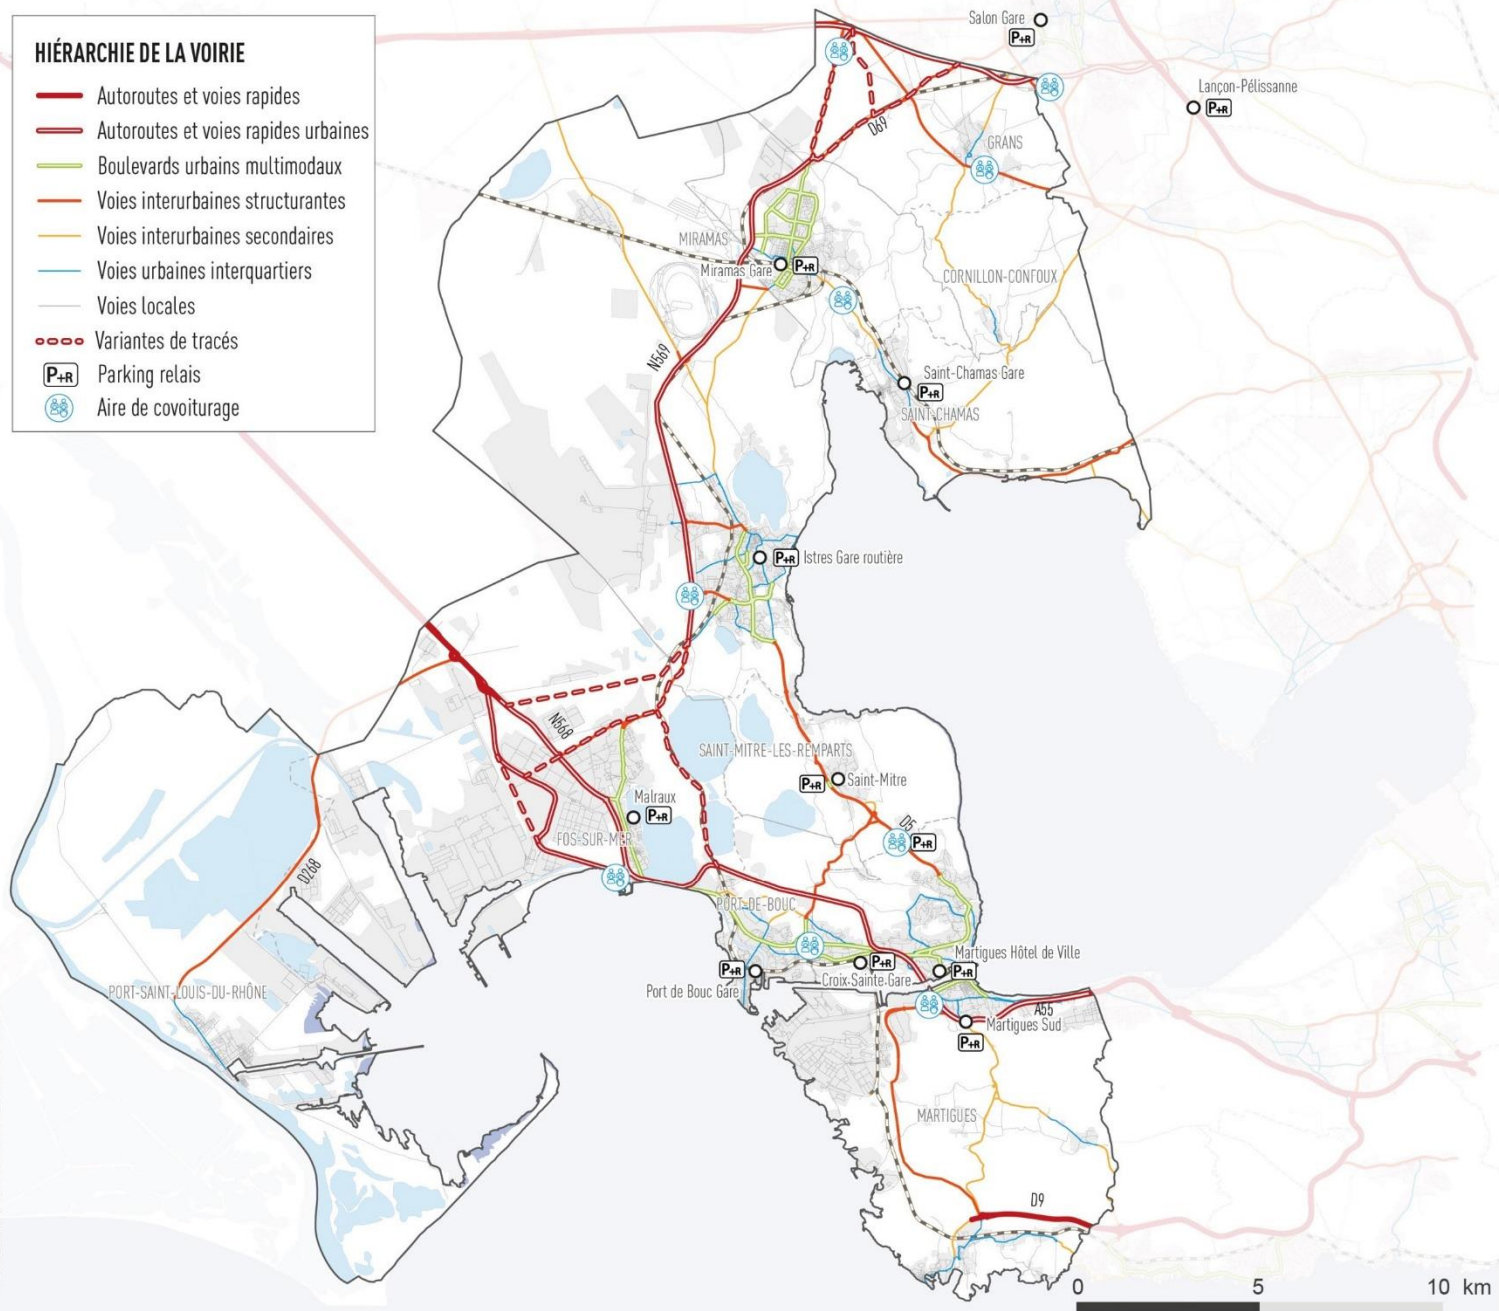 HIÉRARCHIE DE LA VOIRIE
Autoroutes et voies rapides
Autoroutes et voies rapides urbaines
Boulevards urbains multimodaux
Voies interurbaines structurantes
Voies interurbaines secondaires
Voies urbaines interquartiers
Voies locales
Variantes de tracés
P+R Parking relais
Aire de covoiturage
Salon Gare
P+R
Lançon-Pélissanne
P+R
D69
GRANS
MIRAMAS
Miramas Gare P+R
CORNILLON-CONFOUX
N569
Saint-Chamas Gare
P+R
SAINT-CHAMAS
P+R Istres Gare routière
N568
SAINT-MITRE-LES-REMPARTS
P+R Saint-Mitre
Malraux
P+R
D5
P+R
FOS-SUR-MER
D268
PORT-DE-BOUC
Martigues Hôtel de Ville
P+R
P+R
P+R
Croix Sainte Gare
Port de Bouc Gare
PORT-SAINT-LOUIS-DU-RHÔNE
A55
Martigues Sud
P+R
MARTIGUES
D9
0 5 10 km